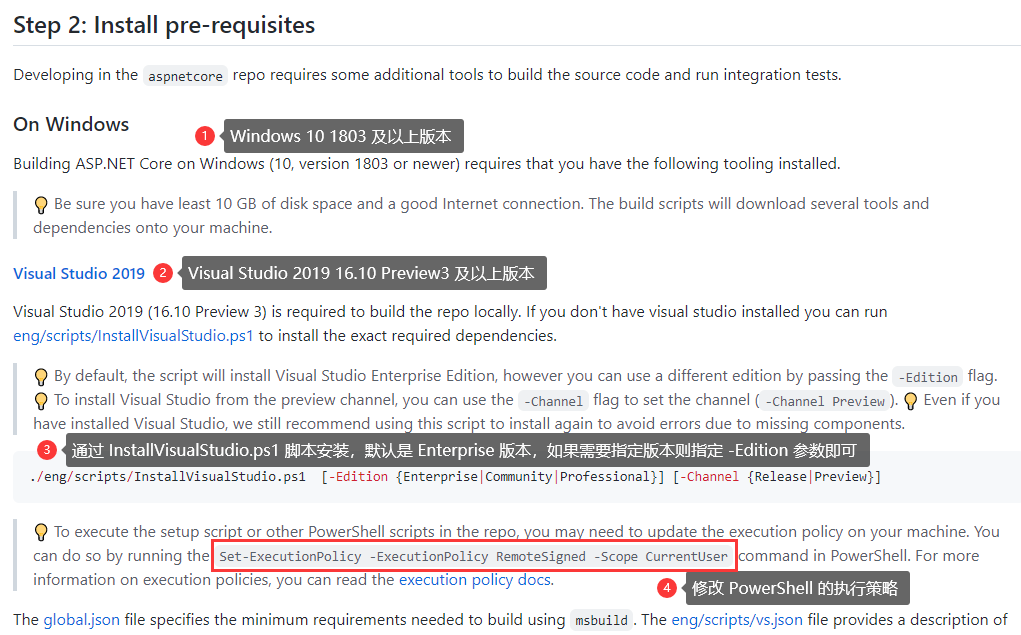 Step 2: Install pre-requisites
Developing in the aspnetcore repo requires some additional tools to build the source code and run integration tests.
On Windows
1 Windows 10 1803 及以上版本
Building ASP.NET Core on Windows (10, version 1803 or newer) requires that you have the following tooling installed.
Be sure you have least 10 GB of disk space and a good Internet connection. The build scripts will download several tools and
dependencies onto your machine.
Visual Studio 2019 2 Visual Studio 2019 16.10 Preview3 及以上版本
Visual Studio 2019 (16.10 Preview 3) is required to build the repo locally. If you don't have visual studio installed you can run
eng/scripts/InstallVisualStudio.ps1 to install the exact required dependencies.
By default, the script will install Visual Studio Enterprise Edition, however you can use a different edition by passing the -Edition flag.
To install Visual Studio from the preview channel, you can use the -Channel flag to set the channel ( -Channel Preview ). Even if you
have installed Visual Studio, we still recommend using this script to install again to avoid errors due to missing components.
3 通过 InstallVisualStudio.ps1 脚本安装，默认是 Enterprise 版本，如果需要指定版本则指定 -Edition 参数即可
./eng/scripts/InstallVisualStudio.ps1 [-Edition {Enterprise|Community|Professional}] [-Channel {Release|Preview}]
To execute the setup script or other PowerShell scripts in the repo, you may need to update the execution policy on your machine. You
can do so by running the Set-ExecutionPolicy -ExecutionPolicy RemoteSigned -Scope CurrentUser command in PowerShell. For more
information on execution policies, you can read the execution policy docs.
4 修改 PowerShell 的执行策略
The global.json file specifies the minimum requirements needed to build using msbuild . The eng/scripts/vs.json file provides a description of